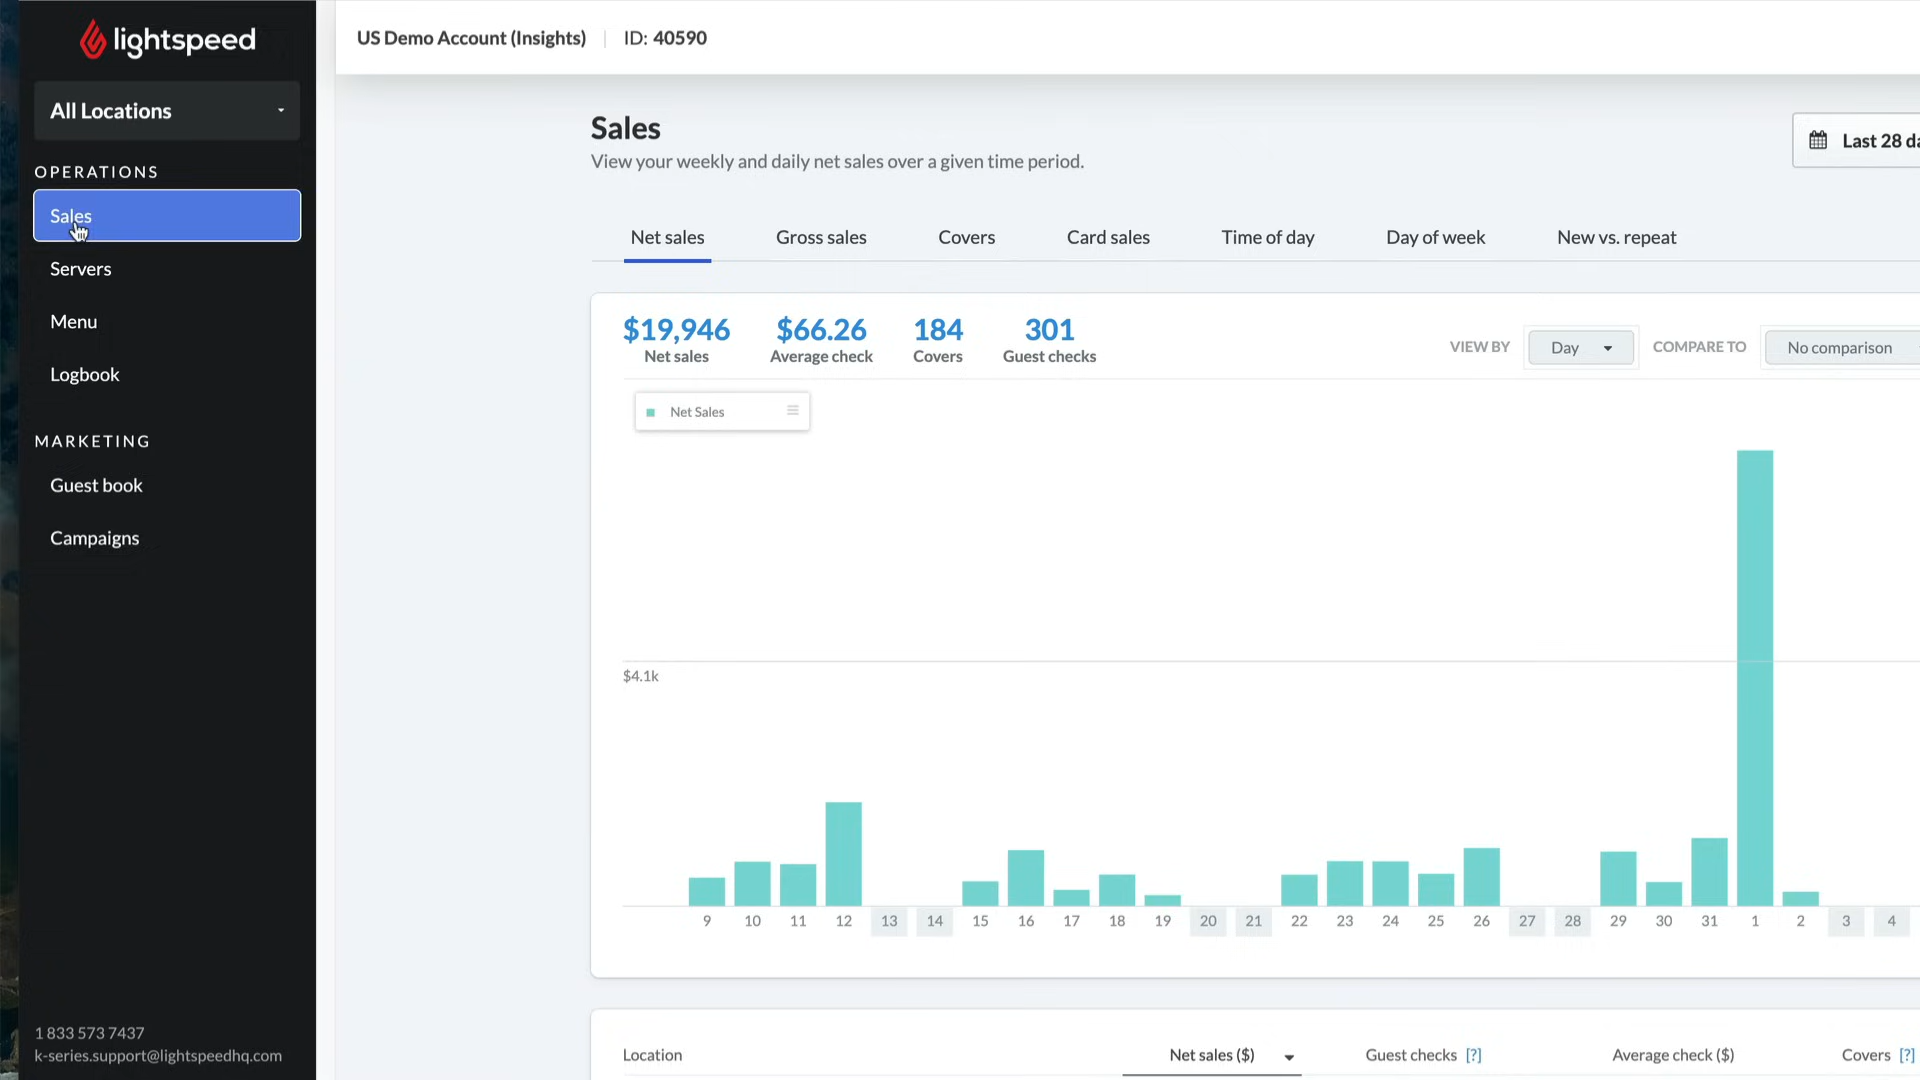 lightspeed
All Locations
OPERATIONS
Sales
Servers
Menu
Logbook
MARKETING
Guest book
Campaigns
1 833 573 7437
k-series.support@lightspeedhq.com
US Demo Account (Insights) ID: 40590
Sales
View your weekly and daily net sales over a given time period.
Last 28 da
Net sales Gross sales Covers Card sales Time of day Day of week New vs. repeat
$19,946 $66.26 184 301
Net sales Average check Covers Guest checks
VIEW BY Day COMPARE TO No comparison
Net Sales
$4.1k
9 10 11 12 13 14 15 16 17 18 19 20 21 22 23 24 25 26 27 28 29 30 31 1 2 3 4
Location Net sales ($) Guest checks [?] Average check ($) Covers [?]